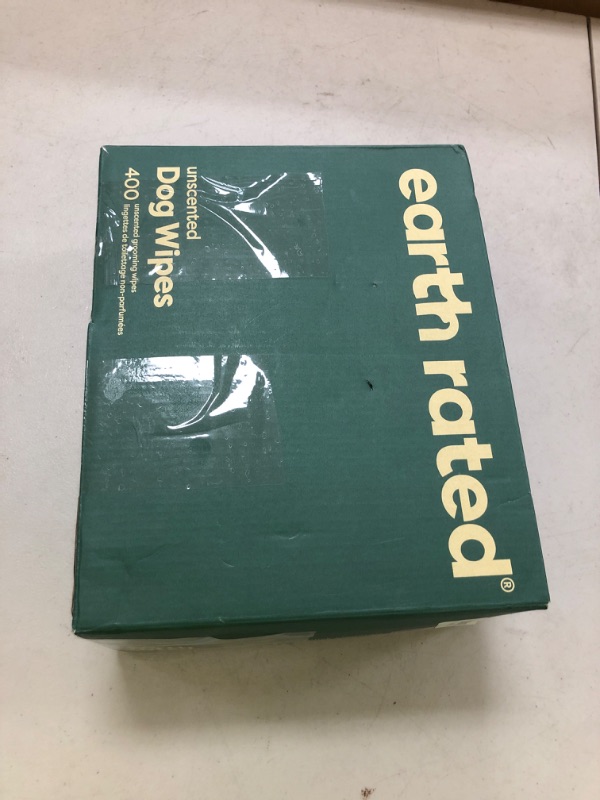 earth rated®
unscented
Dog Wipes
400
unscented grooming wipes
lingettes de toilettage non-parfumées